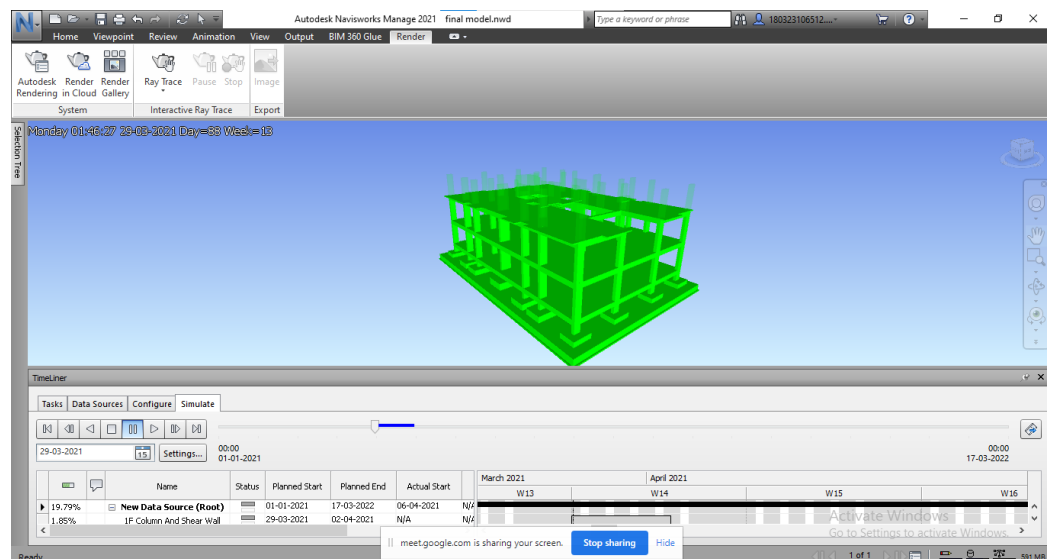 Autodesk Navisworks Manage 2021 final model.nwd
Type a keyword or phrase
180323106512....
Home Viewpoint Review Animation View Output BIM 360 Glue Render
Autodesk Rendering
Render in Cloud
Render Gallery
Ray Trace
Pause
Stop
Image
System
Interactive Ray Trace
Export
Selection Tree
Monday 01:46:27 29-03-2021 Day=88 Week=13
TimeLiner
Tasks Data Sources Configure Simulate
29-03-2021
15
Settings...
00:00
01-01-2021
00:00
17-03-2022
Name Status Planned Start Planned End Actual Start
March 2021 April 2021
W13 W14 W15 W16
19.79% New Data Source (Root) 01-01-2021 17-03-2022 06-04-2021 N/A
1.85% 1F Column And Shear Wall 29-03-2021 02-04-2021 N/A N/A
Activate Windows
Go to Settings to activate Windows.
meet.google.com is sharing your screen. Stop sharing Hide
Ready
1 of 1
591 MB